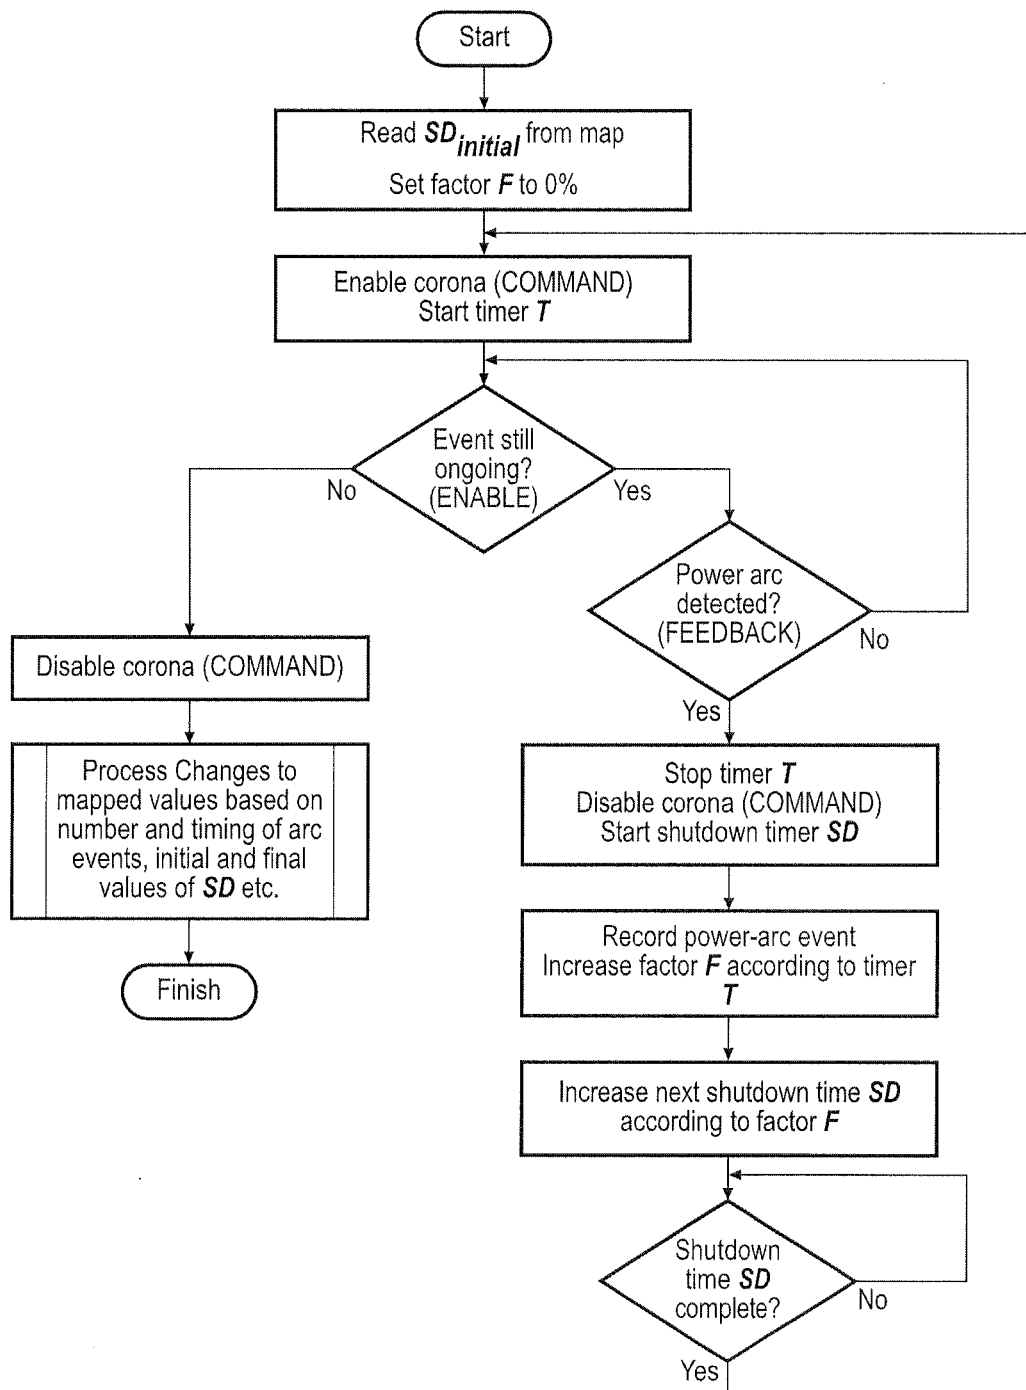 Start
Read SDinitial from map
Set factor F to 0%
Enable corona (COMMAND)
Start timer T
Event still
ongoing?
(ENABLE)
No
Yes
Power arc
detected?
(FEEDBACK)
No
Yes
Disable corona (COMMAND)
Process Changes to
mapped values based on
number and timing of arc
events, initial and final
values of SD etc.
Finish
Stop timer T
Disable corona (COMMAND)
Start shutdown timer SD
Record power-arc event
Increase factor F according to timer
T
Increase next shutdown time SD
according to factor F
Shutdown
time SD
complete?
No
Yes